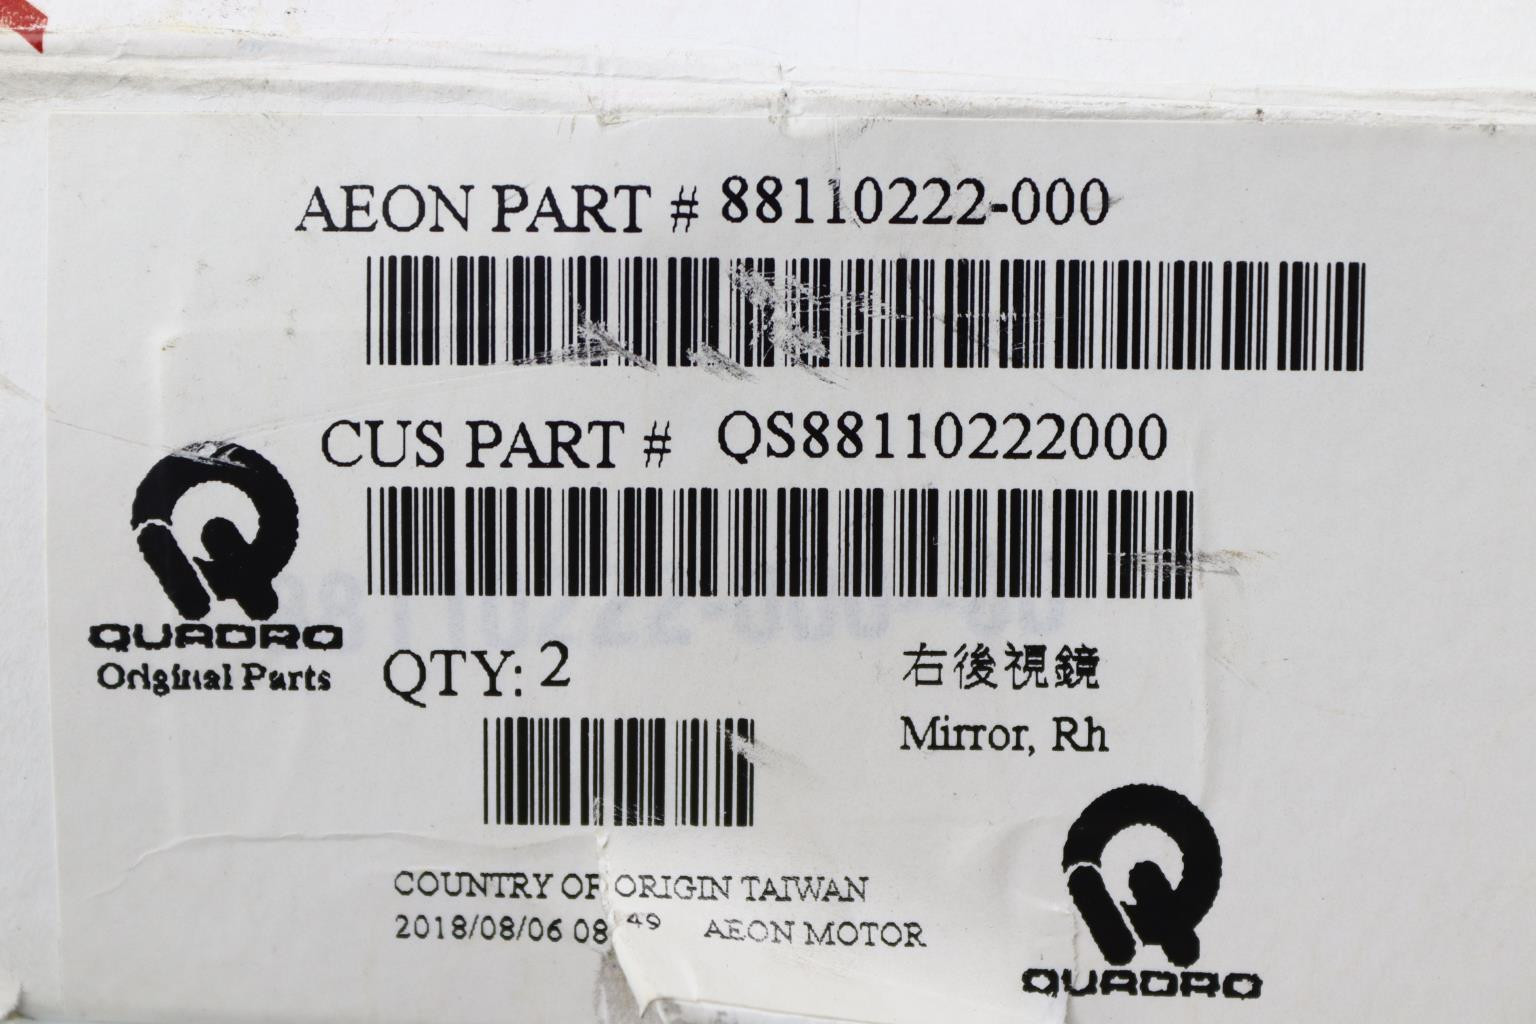 AEON PART # 88110222-000
CUS PART # QS88110222000
QUADRO
Original Parts
QTY: 2
右後視鏡
Mirror, Rh
COUNTRY OF ORIGIN TAIWAN
2018/08/06 08 49 AEON MOTOR
QUADRO